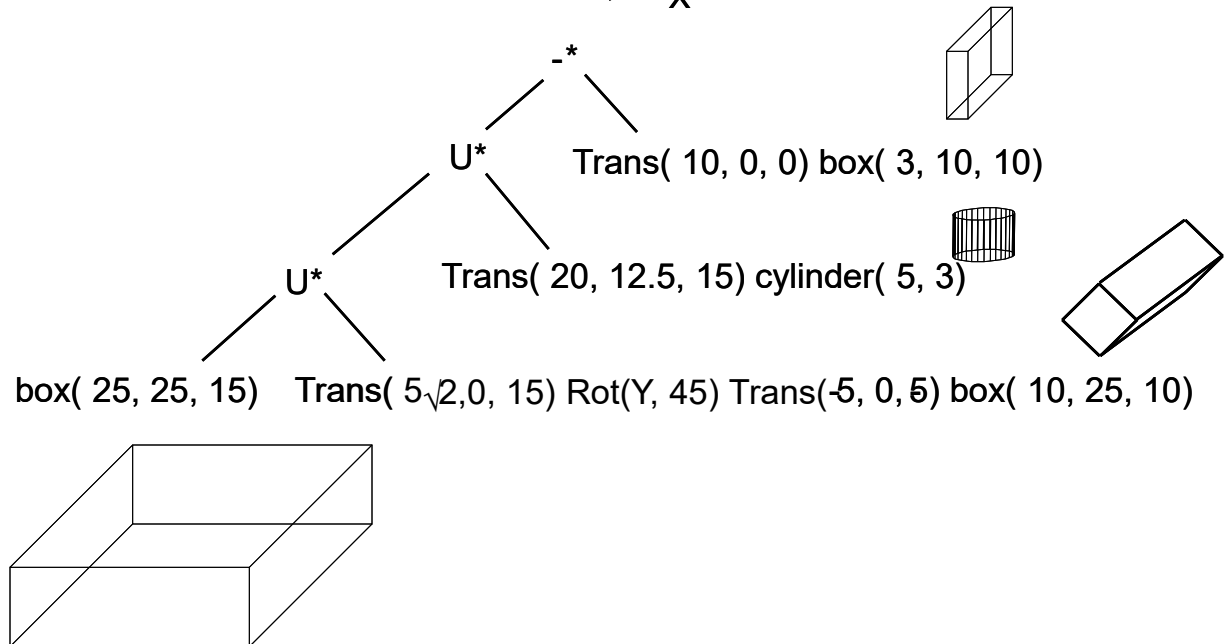 X
-*
U* Trans( 10, 0, 0) box( 3, 10, 10)
U* Trans( 20, 12.5, 15) cylinder( 5, 3)
box( 25, 25, 15) Trans( 5√2,0, 15) Rot(Y, 45) Trans(-5, 0, 5) box( 10, 25, 10)